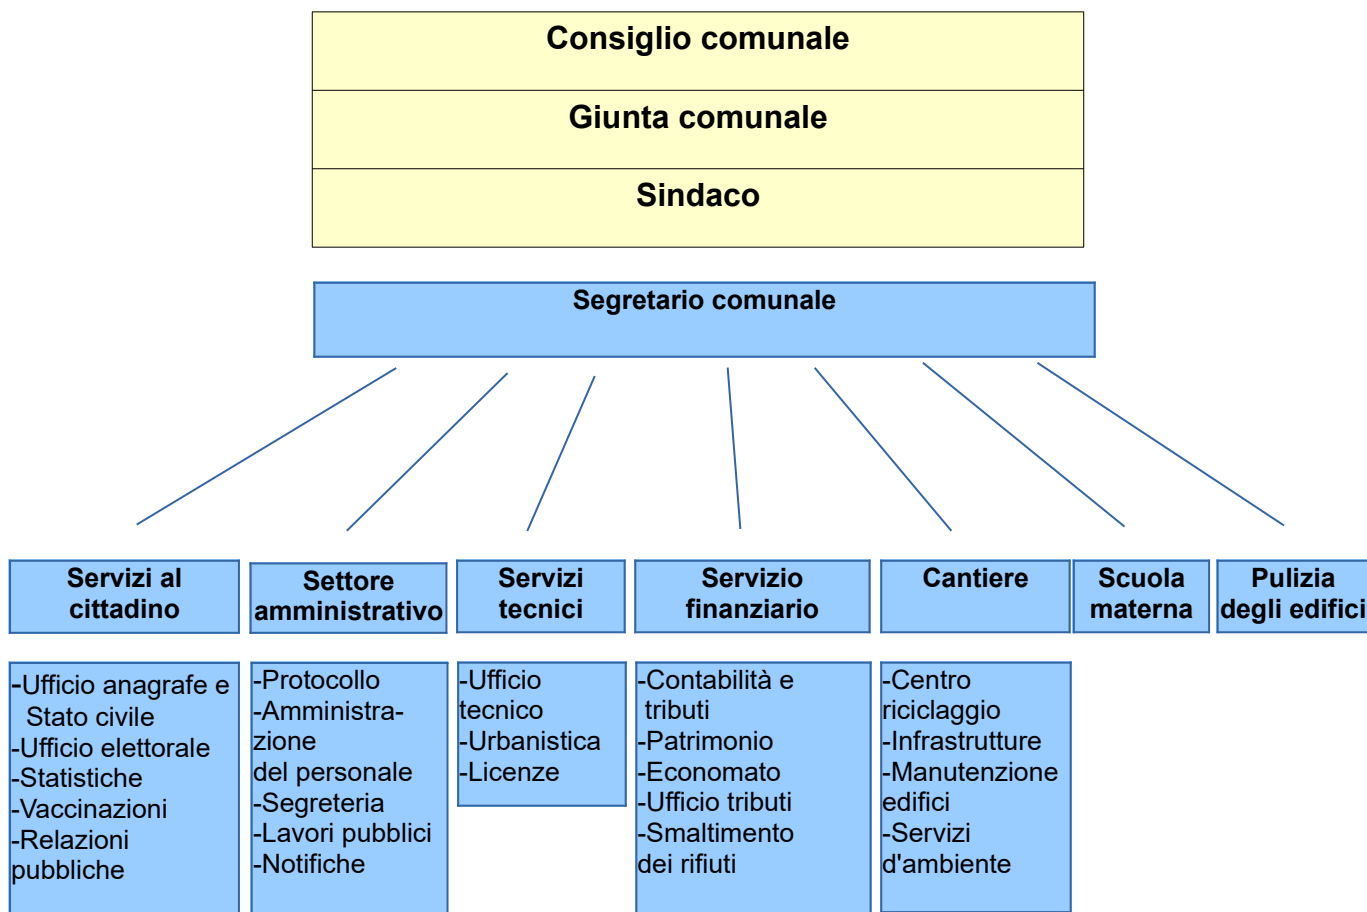 Consiglio comunale
Giunta comunale
Sindaco
Segretario comunale
Servizi al
cittadino
Settore
amministrativo
Servizi
tecnici
Servizio
finanziario
Cantiere
Scuola
materna
Pulizia
degli edifici
-Ufficio anagrafe e
Stato civile
-Ufficio elettorale
-Statistiche
-Vaccinazioni
-Relazioni
pubbliche
-Protocollo
-Amministra-
zione
del personale
-Segreteria
-Lavori pubblici
-Notifiche
-Ufficio
tecnico
-Urbanistica
-Licenze
-Contabilità e
tributi
-Patrimonio
-Economato
-Ufficio tributi
-Smaltimento
dei rifiuti
-Centro
riciclaggio
-Infrastrutture
-Manutenzione
edifici
-Servizi
d'ambiente